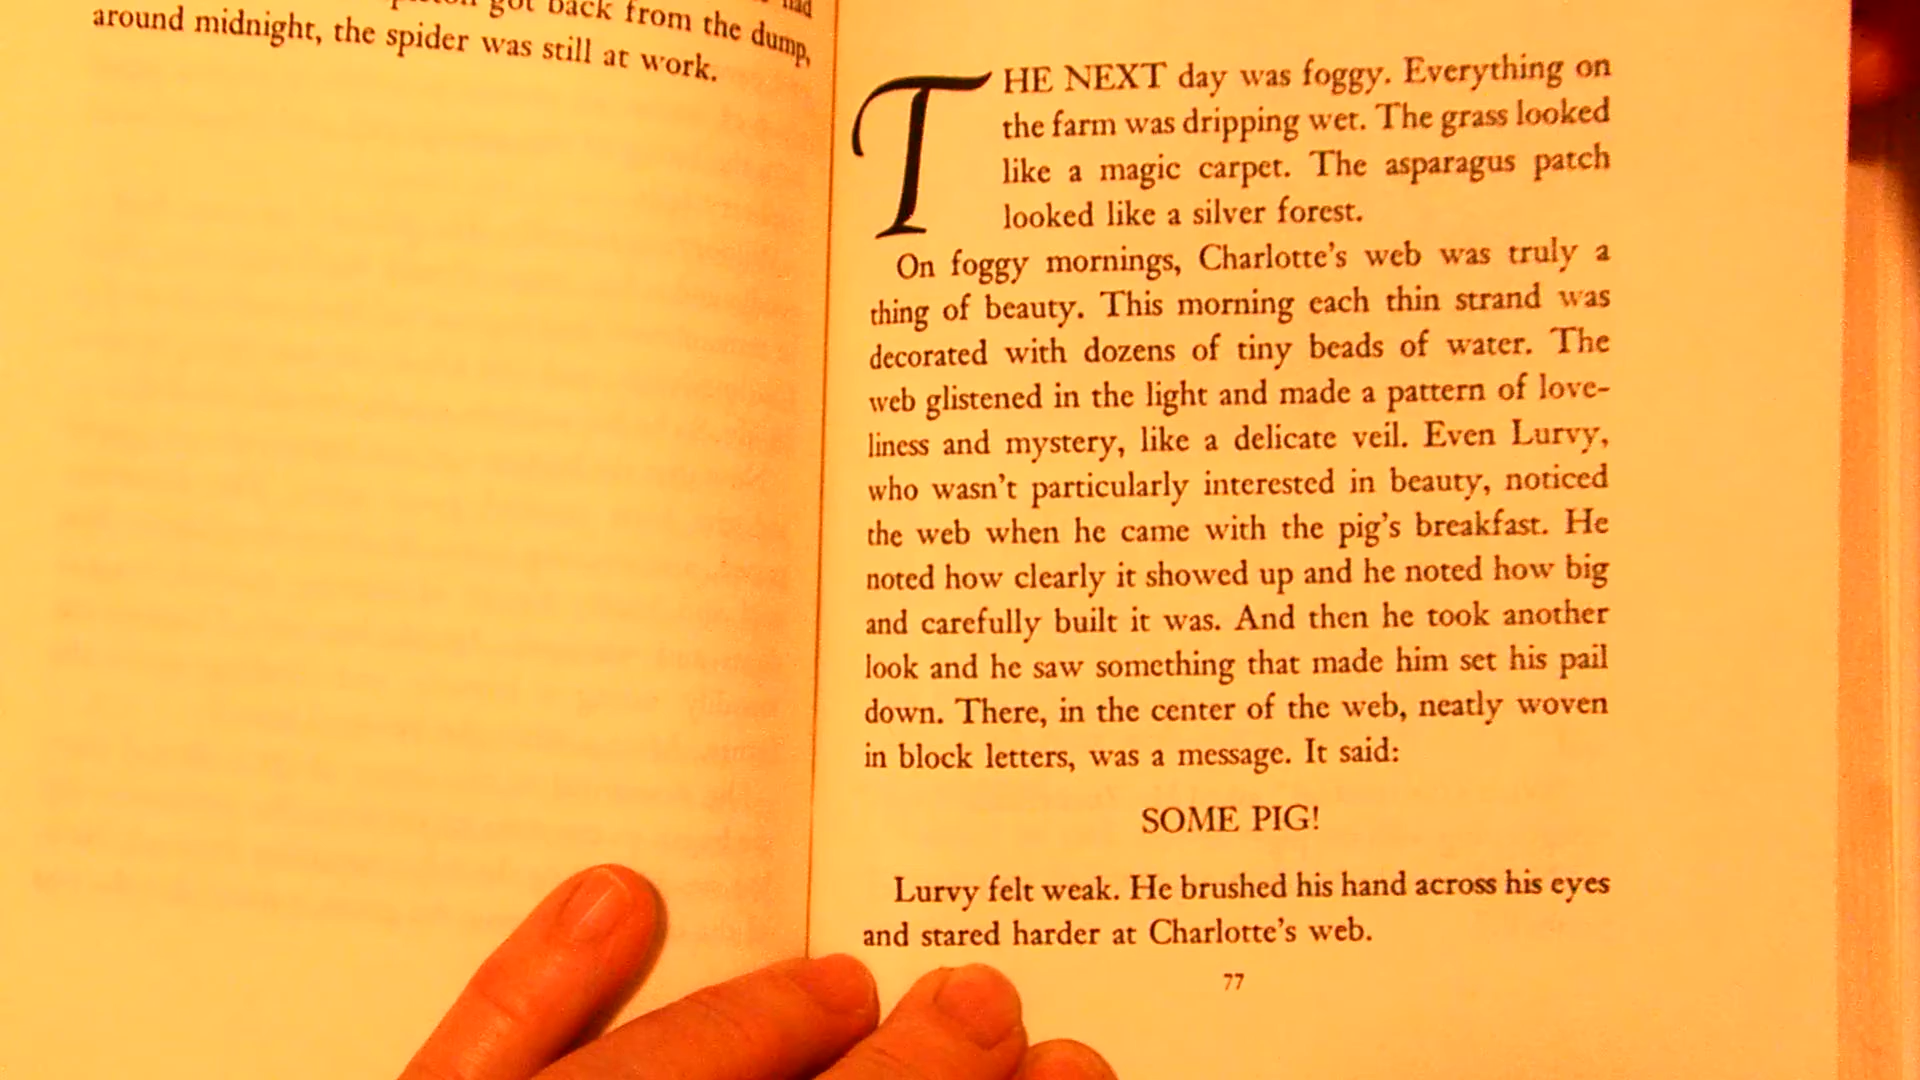 got back from the dump,
around midnight, the spider was still at work.
THE NEXT day was foggy. Everything on
the farm was dripping wet. The grass looked
like a magic carpet. The asparagus patch
looked like a silver forest.
On foggy mornings, Charlotte's web was truly a
thing of beauty. This morning each thin strand was
decorated with dozens of tiny beads of water. The
web glistened in the light and made a pattern of love-
liness and mystery, like a delicate veil. Even Lurvy,
who wasn't particularly interested in beauty, noticed
the web when he came with the pig's breakfast. He
noted how clearly it showed up and he noted how big
and carefully built it was. And then he took another
look and he saw something that made him set his pail
down. There, in the center of the web, neatly woven
in block letters, was a message. It said:
SOME PIG!
Lurvy felt weak. He brushed his hand across his eyes
and stared harder at Charlotte's web.
77